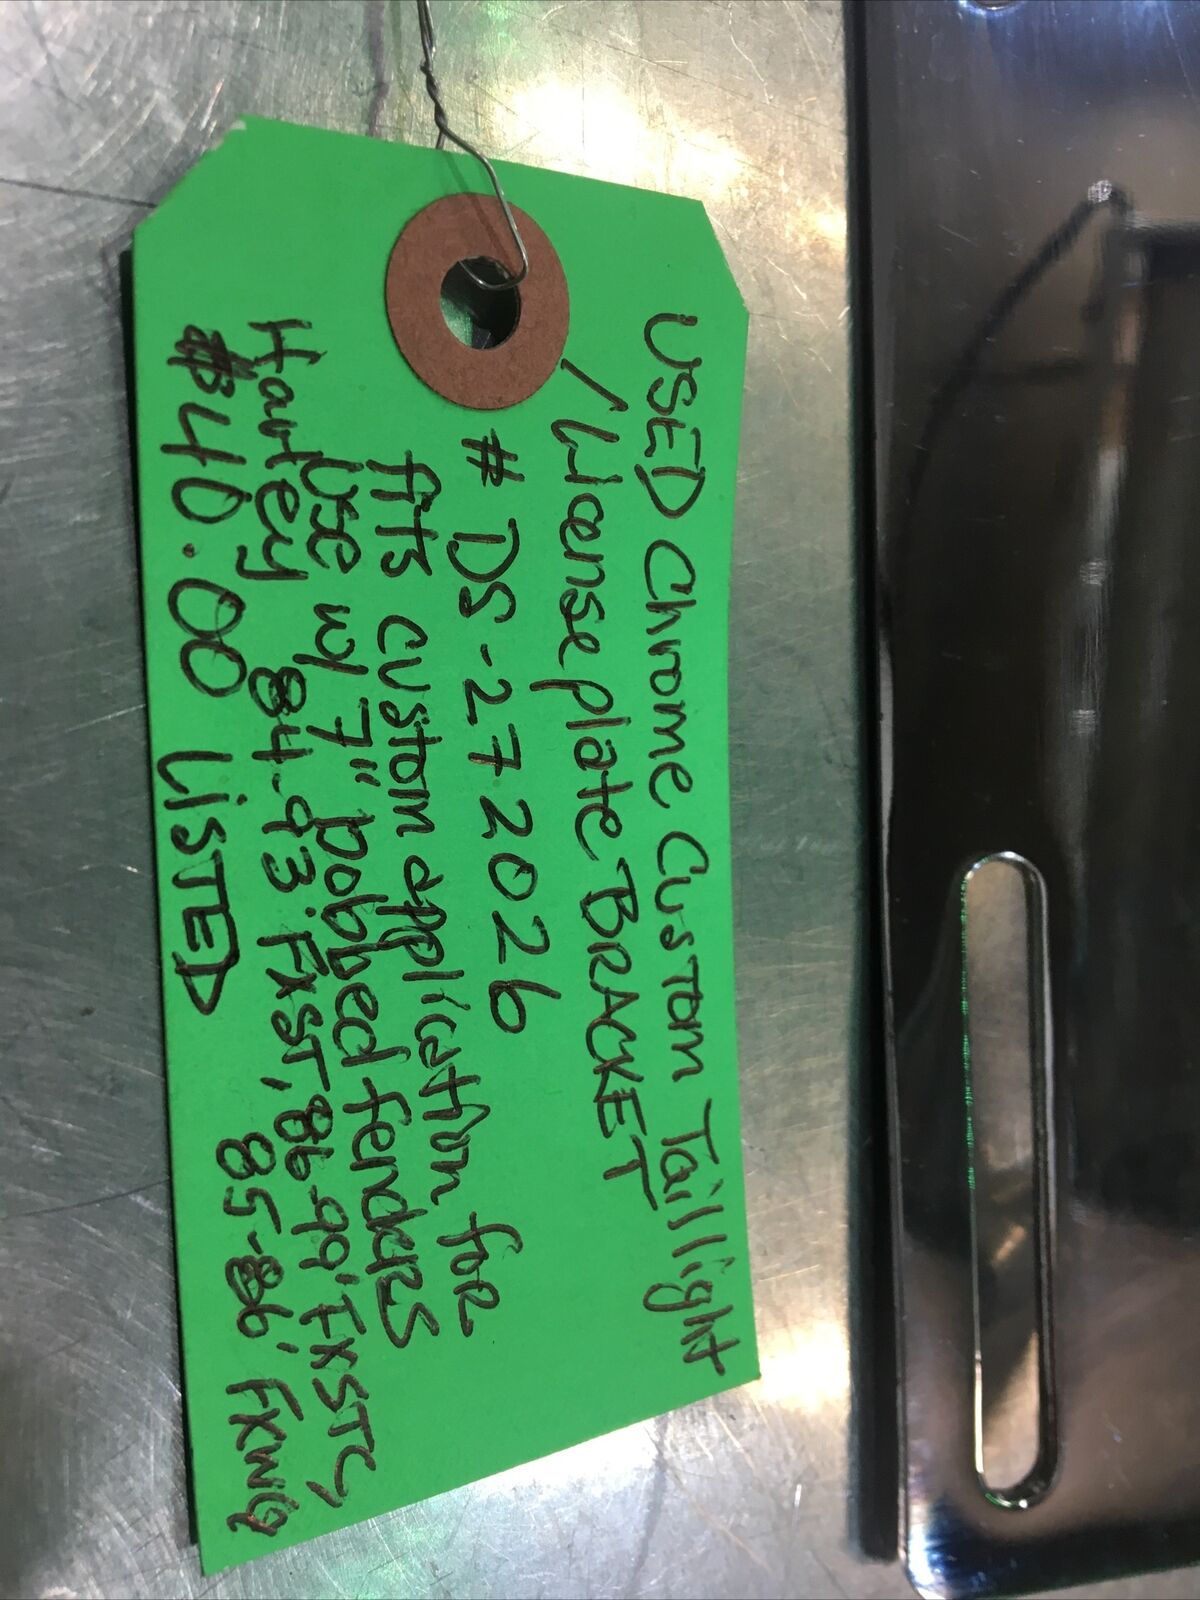 USED Chrome Custom Taillight
/License plate BRACKET
# DS-272026
fits custom application for
Use w/ 7" bobbed fenders
Harley 84-93 FXST, 86-99' FXSTC,
85-86' FXWG
$40.00 LISTED